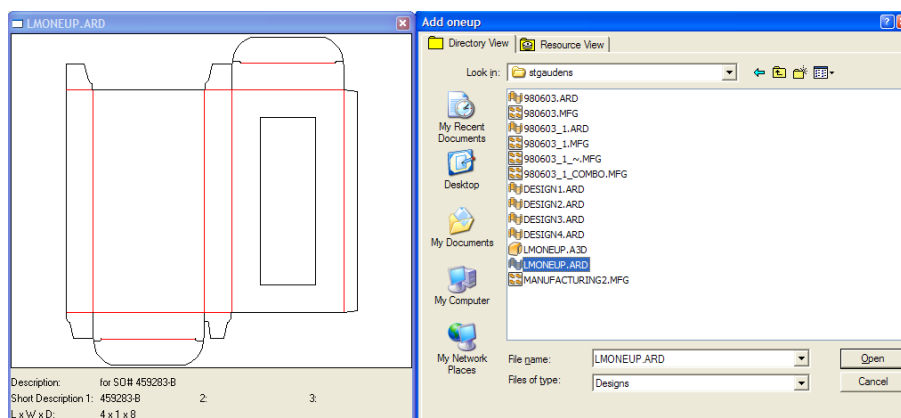 LMONEUP.ARD
Description: for SO# 459283-B
Short Description 1: 459283-B 2: 3:
L x W x D: 4 x 1 x 8
Add oneup
Directory View Resource View
Look in: stgaudens
My Recent Documents
Desktop
My Documents
My Computer
My Network Places
980603.ARD
980603.MFG
980603_1.ARD
980603_1.MFG
980603_1_~.MFG
980603_1_COMBO.MFG
DESIGN1.ARD
DESIGN2.ARD
DESIGN3.ARD
DESIGN4.ARD
LMONEUP.A3D
LMONEUP.ARD
MANUFACTURING2.MFG
File name: LMONEUP.ARD Open
Files of type: Designs Cancel